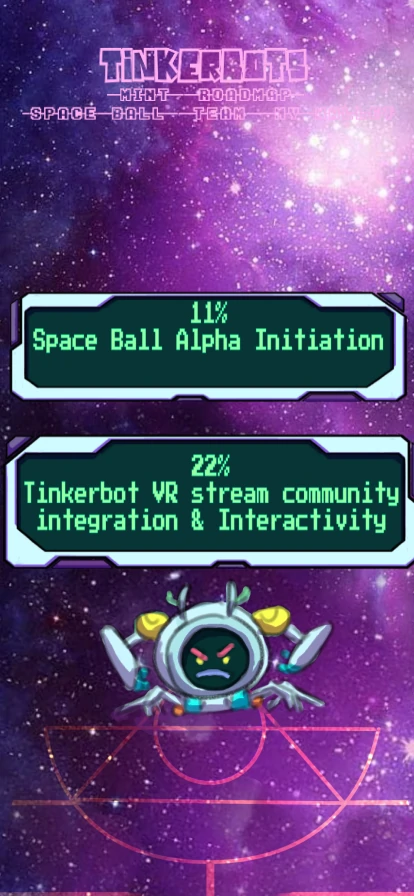 TINKERBOTS
MINT ROADMAP
SPACE BALL TEAM
11%
Space Ball Alpha Initiation
22%
Tinkerbot VR stream community
integration & Interactivity